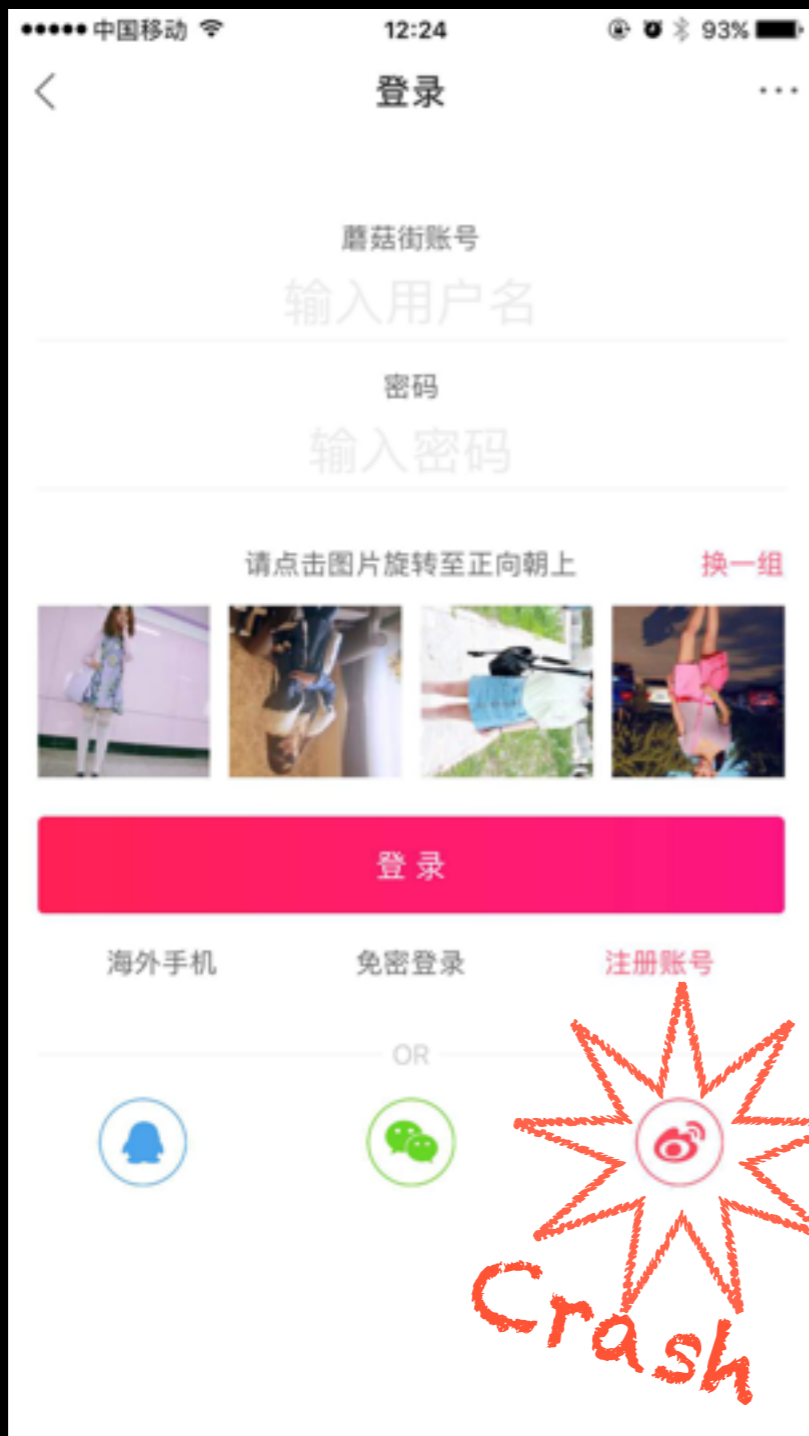 中国移动 12:24 93%
登录
蘑菇街账号
输入用户名
密码
输入密码
请点击图片旋转至正向朝上 换一组
登录
海外手机 免密登录 注册账号
OR
Crash